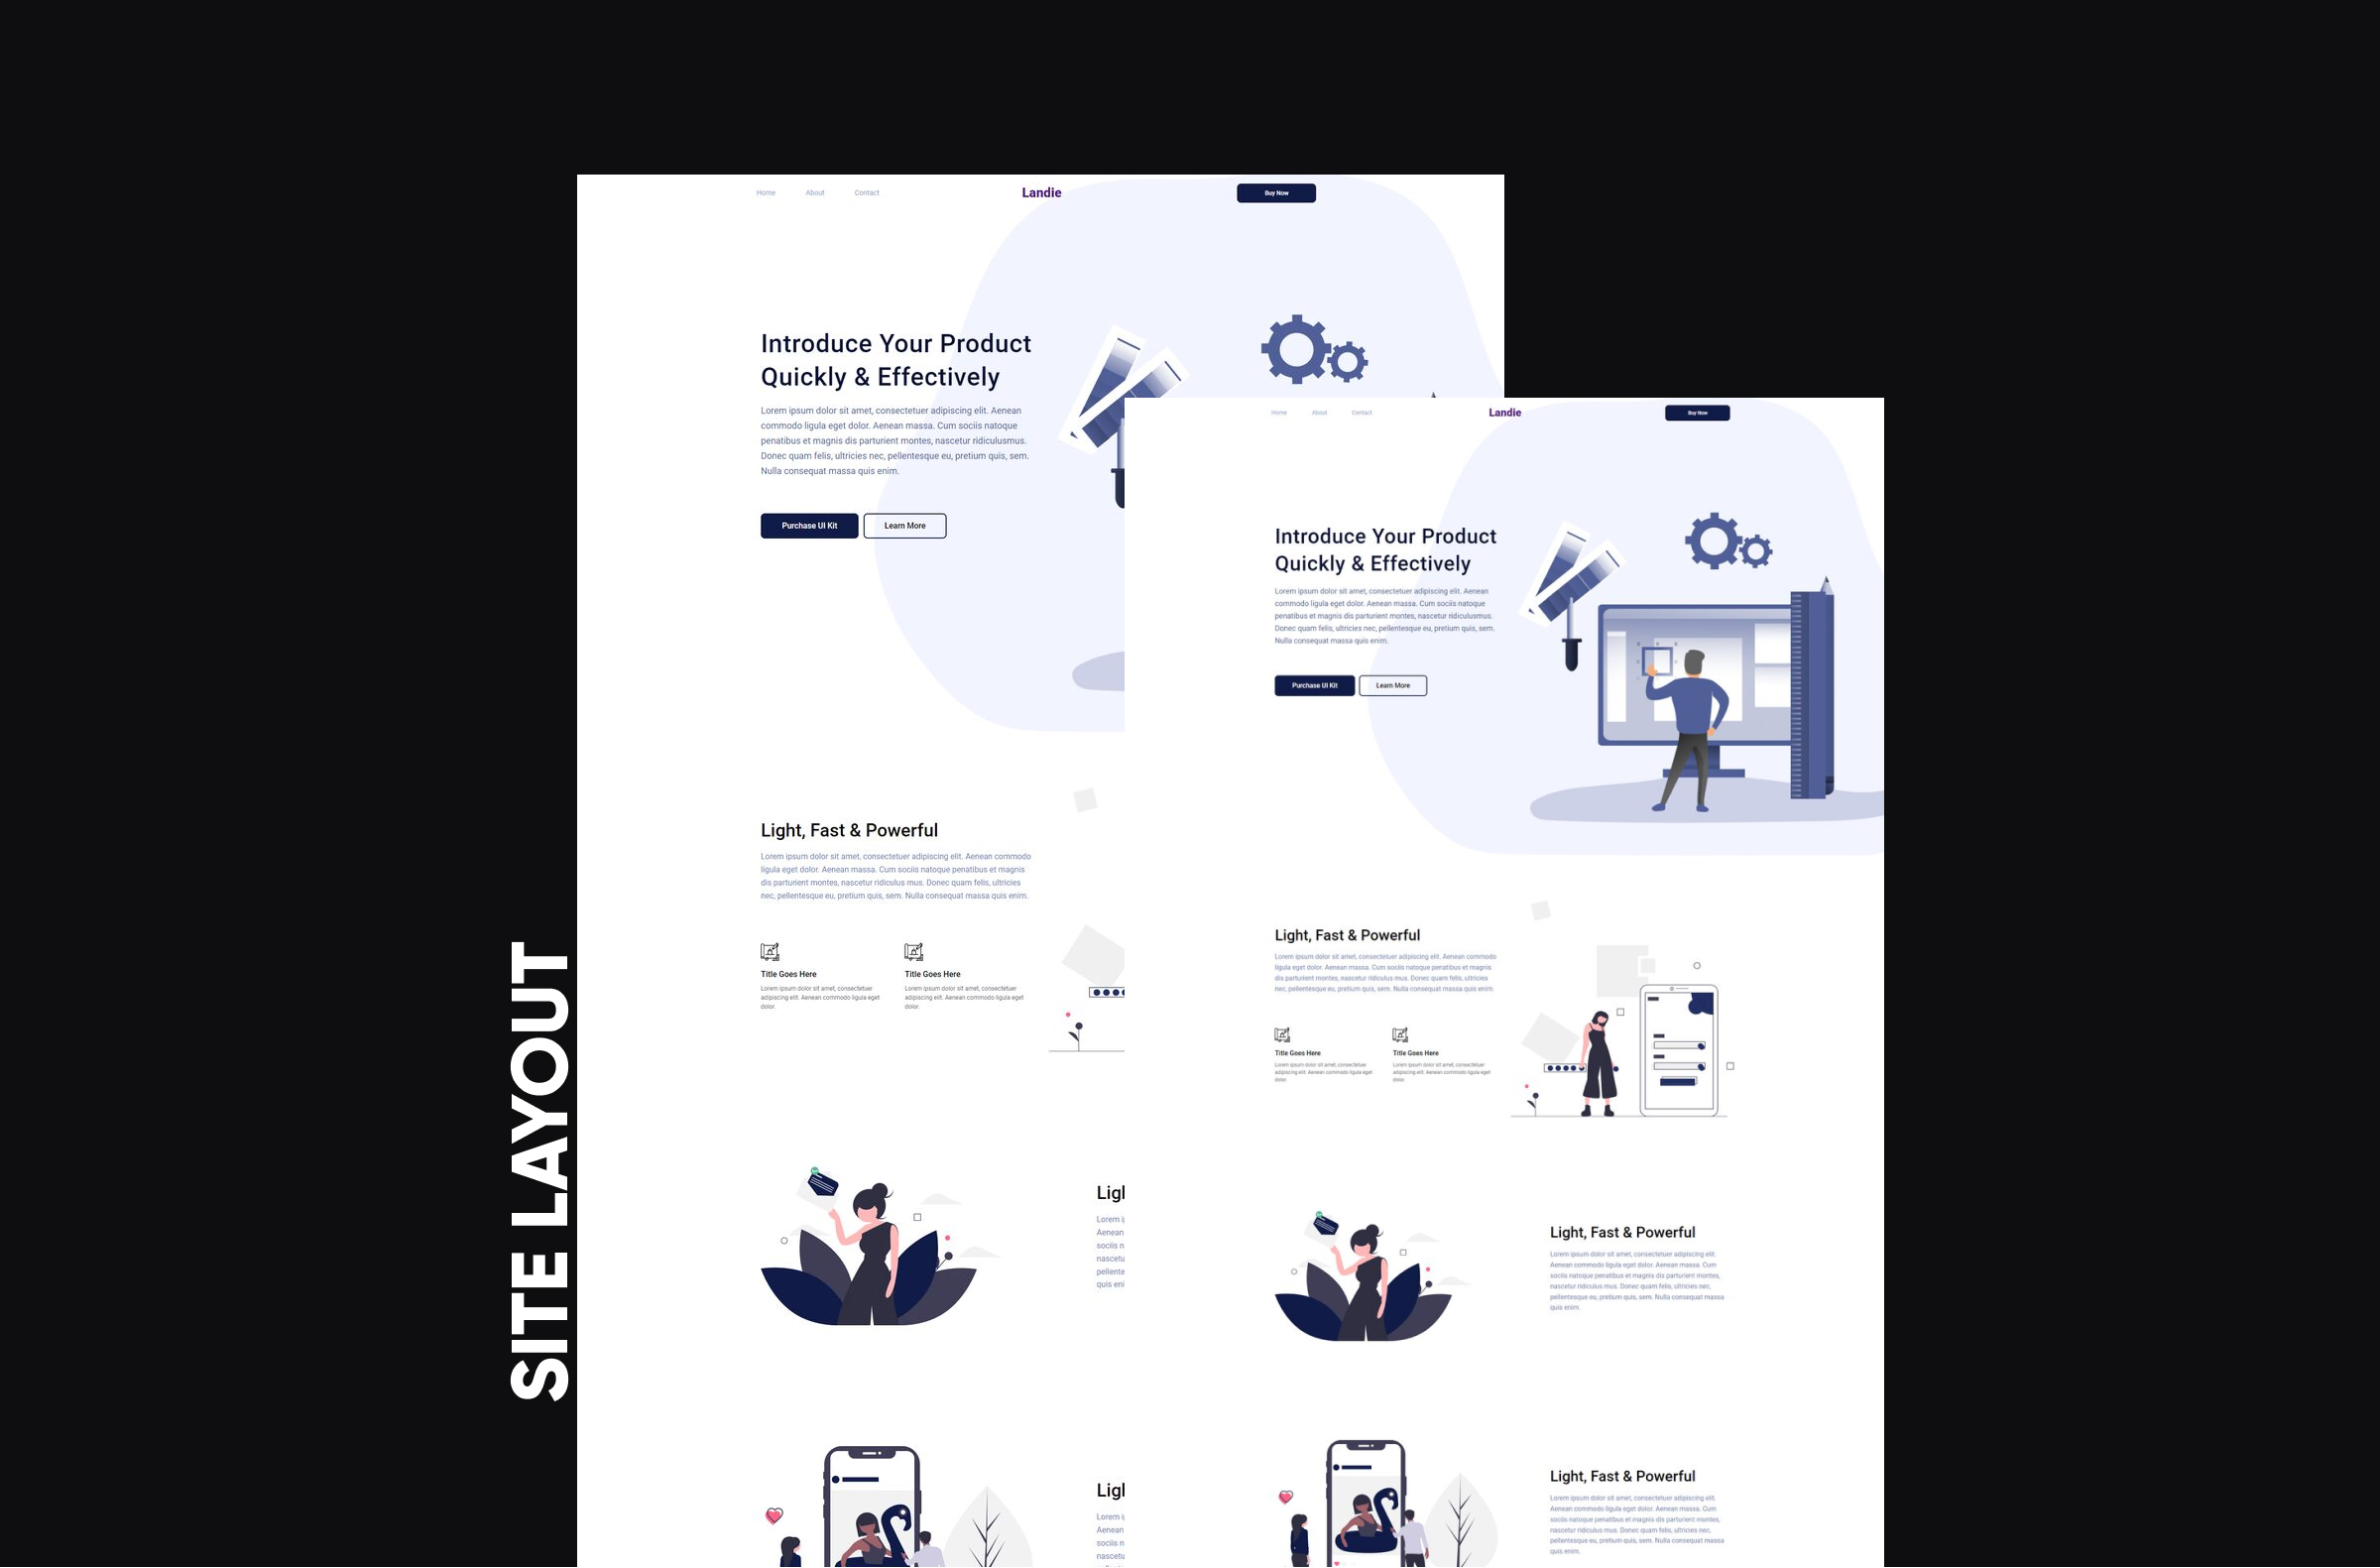 SITE LAYOUT
Home About Contact Landie Buy Now
Introduce Your Product
Quickly & Effectively
Lorem ipsum dolor sit amet, consectetuer adipiscing elit. Aenean
commodo ligula eget dolor. Aenean massa. Cum sociis natoque
penatibus et magnis dis parturient montes, nascetur ridiculusmus.
Donec quam felis, ultricies nec, pellentesque eu, pretium quis, sem.
Nulla consequat massa quis enim.
Purchase UI Kit Learn More
Light, Fast & Powerful
Lorem ipsum dolor sit amet, consectetuer adipiscing elit. Aenean commodo
ligula eget dolor. Aenean massa. Cum sociis natoque penatibus et magnis
dis parturient montes, nascetur ridiculus mus. Donec quam felis, ultricies
nec, pellentesque eu, pretium quis, sem. Nulla consequat massa quis enim.
Title Goes Here Title Goes Here
Lorem ipsum dolor sit amet, consectetuer Lorem ipsum dolor sit amet, consectetuer
adipiscing elit. Aenean commodo ligula eget adipiscing elit. Aenean commodo ligula eget
dolor. dolor.
Ligh
Lorem i
Aenean
sociis n
nascetu
pellente
quis eni
Ligh
Lorem i
Aenean
sociis n
nascetu
Home About Contact Landie Buy Now
Introduce Your Product
Quickly & Effectively
Lorem ipsum dolor sit amet, consectetuer adipiscing elit. Aenean
commodo ligula eget dolor. Aenean massa. Cum sociis natoque
penatibus et magnis dis parturient montes, nascetur ridiculusmus.
Donec quam felis, ultricies nec, pellentesque eu, pretium quis, sem.
Nulla consequat massa quis enim.
Purchase UI Kit Learn More
Light, Fast & Powerful
Lorem ipsum dolor sit amet, consectetuer adipiscing elit. Aenean commodo
ligula eget dolor. Aenean massa. Cum sociis natoque penatibus et magnis
dis parturient montes, nascetur ridiculus mus. Donec quam felis, ultricies
nec, pellentesque eu, pretium quis, sem. Nulla consequat massa quis enim.
Title Goes Here Title Goes Here
Lorem ipsum dolor sit amet, consectetuer Lorem ipsum dolor sit amet, consectetuer
adipiscing elit. Aenean commodo ligula eget adipiscing elit. Aenean commodo ligula eget
dolor. dolor.
Light, Fast & Powerful
Lorem ipsum dolor sit amet, consectetuer adipiscing elit.
Aenean commodo ligula eget dolor. Aenean massa. Cum
sociis natoque penatibus et magnis dis parturient montes,
nascetur ridiculus mus. Donec quam felis, ultricies nec,
pellentesque eu, pretium quis, sem. Nulla consequat massa
quis enim.
Light, Fast & Powerful
Lorem ipsum dolor sit amet, consectetuer adipiscing elit.
Aenean commodo ligula eget dolor. Aenean massa. Cum
sociis natoque penatibus et magnis dis parturient montes,
nascetur ridiculus mus. Donec quam felis, ultricies nec,
pellentesque eu, pretium quis, sem. Nulla consequat massa
quis enim.